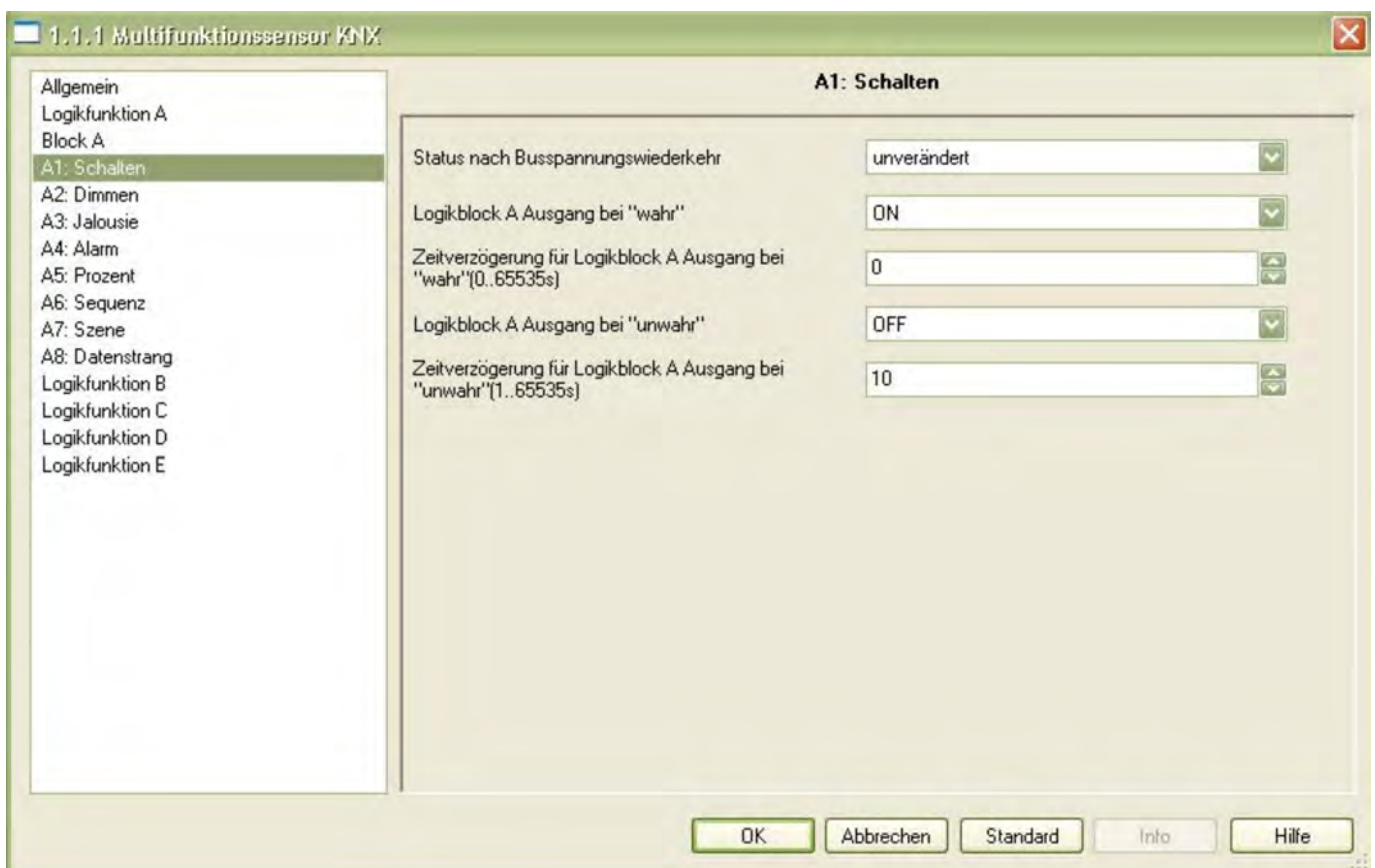 1.1.1 Multifunktionssensor KNX
Allgemein
Logikfunktion A
Block A
A1: Schalten
A2: Dimmen
A3: Jalousie
A4: Alarm
A5: Prozent
A6: Sequenz
A7: Szene
A8: Datenstrang
Logikfunktion B
Logikfunktion C
Logikfunktion D
Logikfunktion E
A1: Schalten
Status nach Busspannungswiederkehr
unverändert
Logikblock A Ausgang bei "wahr"
ON
Zeitverzögerung für Logikblock A Ausgang bei
"wahr"(0..65535s)
0
Logikblock A Ausgang bei "unwahr"
OFF
Zeitverzögerung für Logikblock A Ausgang bei
"unwahr"(1..65535s)
10
OK
Abbrechen
Standard
Info
Hilfe